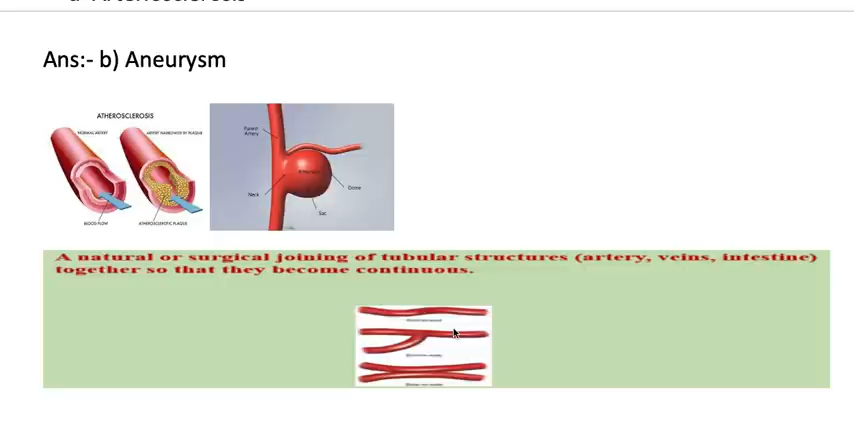 Ans:- b) Aneurysm
ATHEROSCLEROSIS
NORMAL ARTERY
ARTERY NARROWED BY PLAQUE
BLOOD FLOW
ATHEROSCLEROTIC PLAQUE
Parent
Artery
Neck
Dome
Sac
A natural or surgical joining of tubular structures (artery, veins, intestine)
together so that they become continuous.